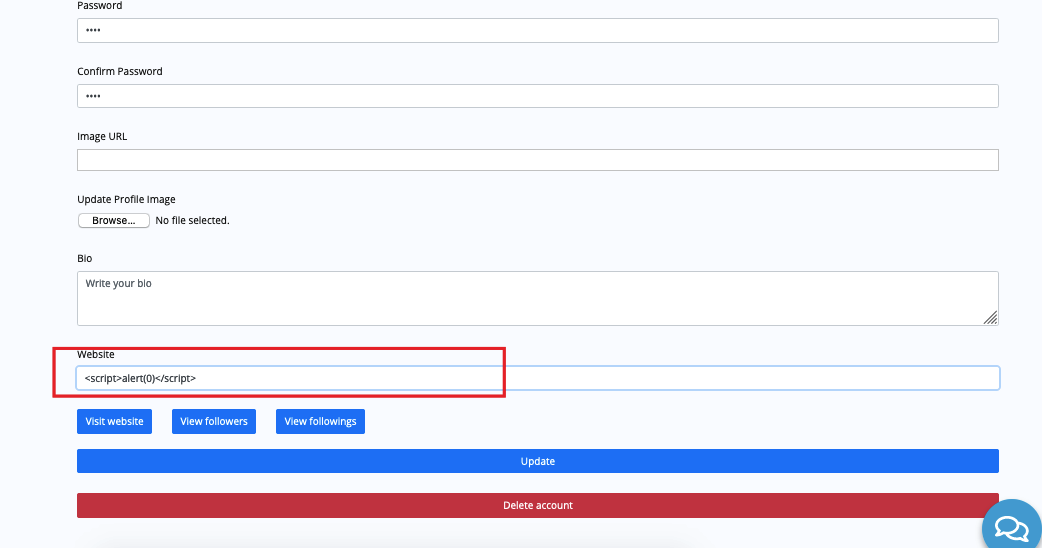 Password
••••
Confirm Password
••••
Image URL
Update Profile Image
Browse... No file selected.
Bio
Write your bio
Website
<script>alert(0)</script>
Visit website View followers View followings
Update
Delete account